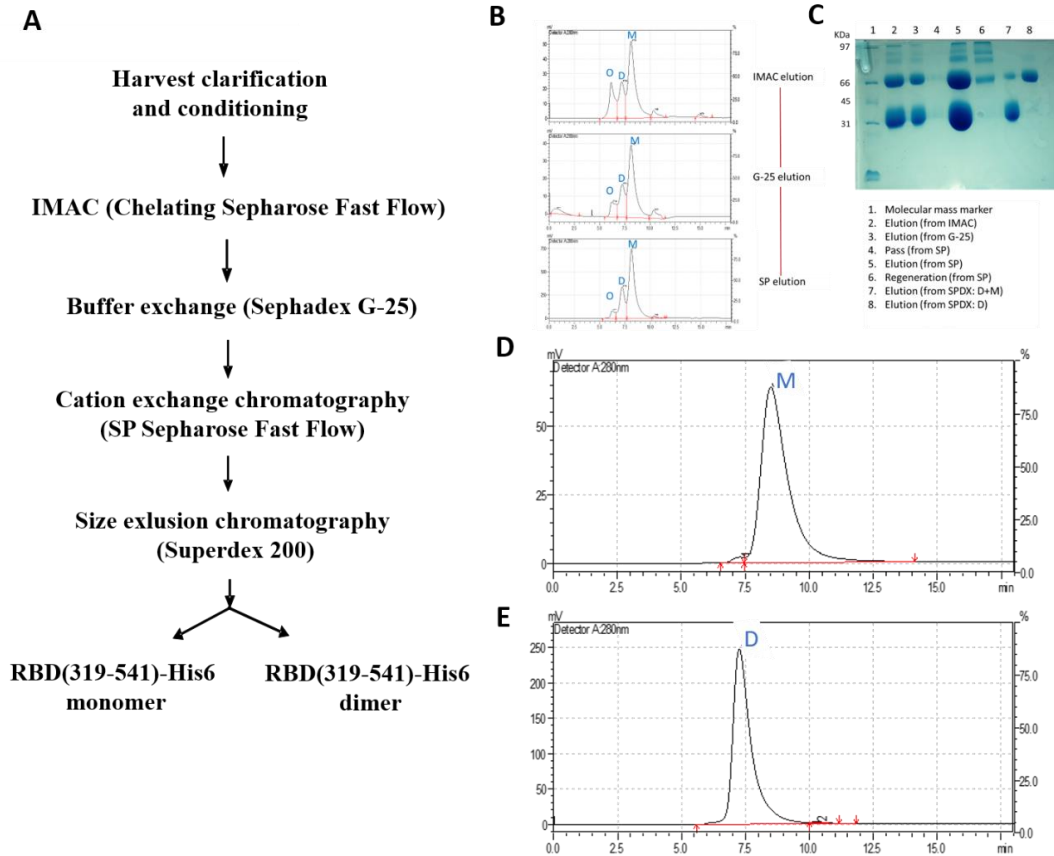 A
Harvest clarification
and conditioning
IMAC (Chelating Sepharose Fast Flow)
Buffer exchange (Sephadex G-25)
Cation exchange chromatography
(SP Sepharose Fast Flow)
Size exlusion chromatography
(Superdex 200)
RBD(319-541)-His6
monomer
RBD(319-541)-His6
dimer
B
O D M
IMAC elution
O D M
G-25 elution
O D M
SP elution
C
KDa 1 2 3 4 5 6 7 8
97
66
45
31
1. Molecular mass marker
2. Elution (from IMAC)
3. Elution (from G-25)
4. Pass (from SP)
5. Elution (from SP)
6. Regeneration (from SP)
7. Elution (from SPDX: D+M)
8. Elution (from SPDX: D)
D
mV %
Detector A:280nm
M
50
25
0
75.0
50.0
25.0
0.0
0.0 2.5 5.0 7.5 10.0 12.5 15.0 min
E
mV %
Detector A:280nm
D
250
200
150
100
50
0
75.0
50.0
25.0
0.0
2
0.0 2.5 5.0 7.5 10.0 12.5 15.0 min